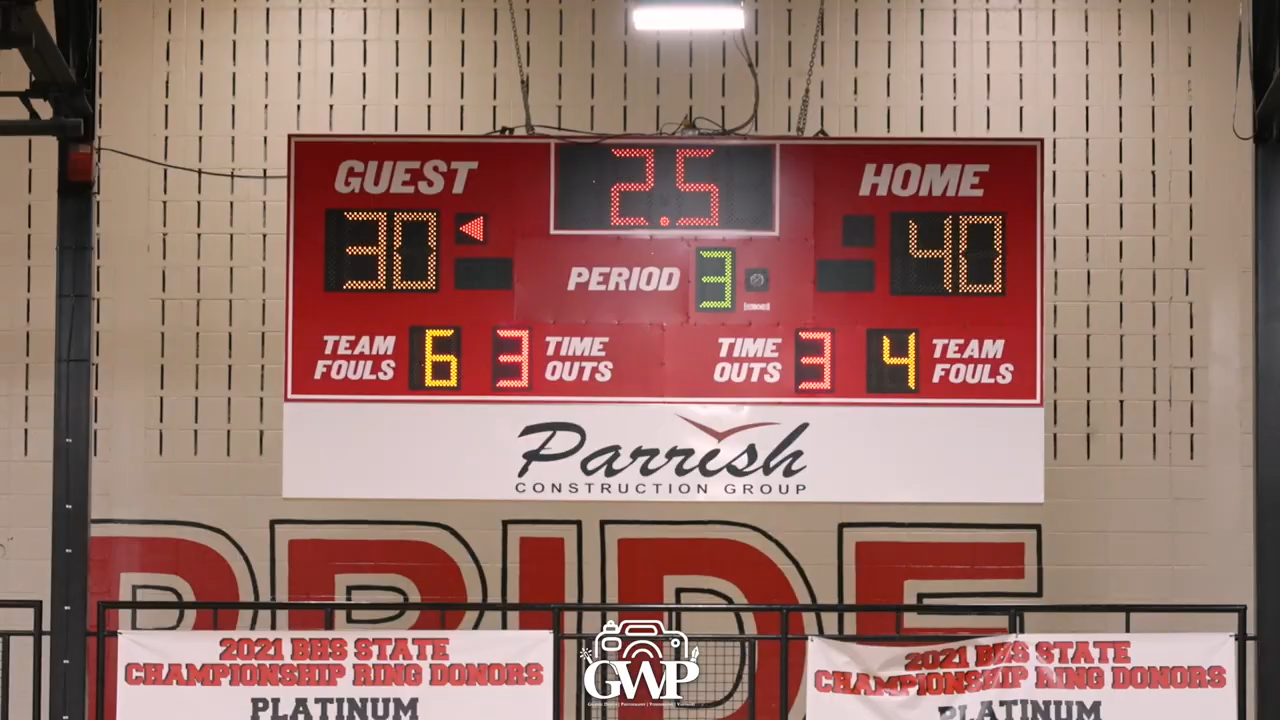 2.5
GUEST
HOME
30
40
PERIOD 3
TEAM FOULS 6 3 TIME OUTS
TIME OUTS 3 4 TEAM FOULS
Parrish
CONSTRUCTION GROUP
PRIDE
2021 BHS STATE
CHAMPIONSHIP RING DONORS
PLATINUM
2021 BHS STATE
CHAMPIONSHIP RING DONORS
PLATINUM
GWP